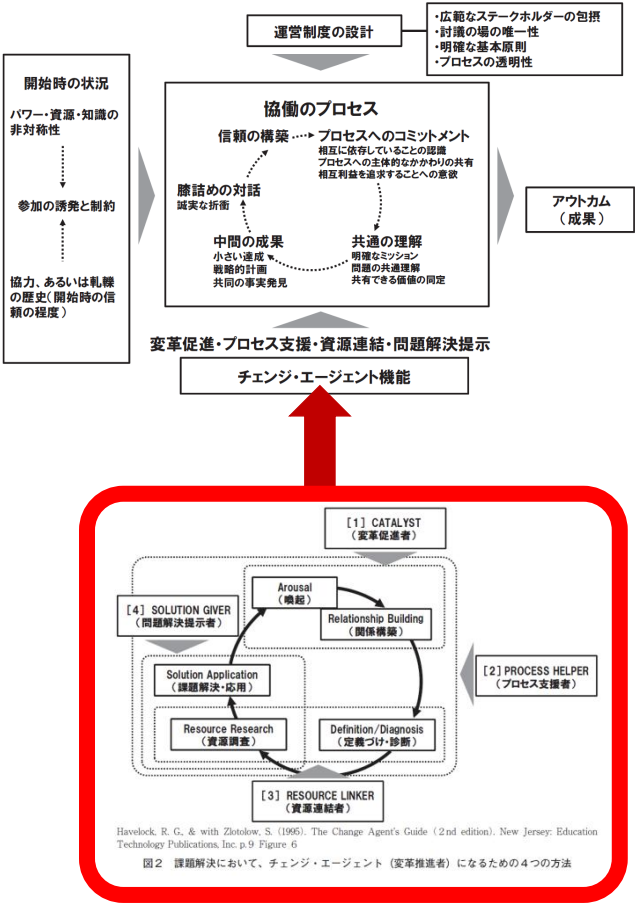 運営制度の設計
・広範なステークホルダーの包摂
・討議の場の唯一性
・明確な基本原則
・プロセスの透明性
開始時の状況
パワー・資源・知識の
非対称性
参加の誘発と制約
協力、あるいは軋轢
の歴史(開始時の信
頼の程度)
協働のプロセス
信頼の構築
プロセスへのコミットメント
相互に依存していることの認識
プロセスへの主体的なかかわりの共有
相互利益を追求することへの意欲
膝詰めの対話
誠実な折衝
中間の成果
小さい達成
戦略的計画
共同の事実発見
共通の理解
明確なミッション
問題の共通理解
共有できる価値の同定
アウトカム
(成果)
変革促進・プロセス支援・資源連結・問題解決提示
チェンジ・エージェント機能
[1] CATALYST
(変革促進者)
Arousal
(喚起)
Relationship Building
(関係構築)
[4] SOLUTION GIVER
(問題解決提示者)
[2] PROCESS HELPER
(プロセス支援者)
Solution Application
(課題解決・応用)
Resource Research
(資源調査)
Definition/Diagnosis
(定義づけ・診断)
[3] RESOURCE LINKER
(資源連結者)
Havelock, R. G., & with Zlotolow, S. (1995). The Change Agent's Guide (2nd edition). New Jersey: Education
Technology Publications, Inc. p.9 Figure 6
図2 課題解決において、チェンジ・エージェント(変革推進者)になるための4つの方法